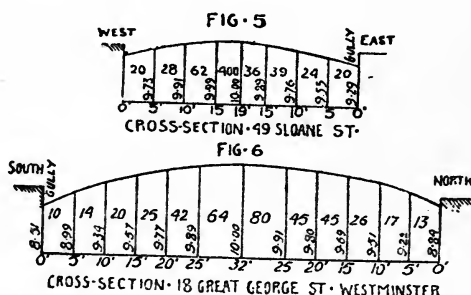 FIG·5
WEST
GULLY
EAST
20 28 62 400 36 39 24 20
9·73 9·91 9·99 10·00 9·89 9·76 9·55 9·29
0' 5' 10' 15' 19' 15' 10' 5' 0'
CROSS-SECTION·49 SLOANE ST·
FIG·6
SOUTH
GULLY
NORTH
10 14 20 25 42 64 80 45 45 26 17 13
8·51 8·99 9·34 9·57 9·77 9·89 10·00 9·91 9·80 9·69 9·51 9·22 8·84
0' 5' 10' 15' 20' 25' 32' 25 20' 15' 10' 5' 0'
CROSS-SECTION·18 GREAT GEORGE ST·WESTMINSTER